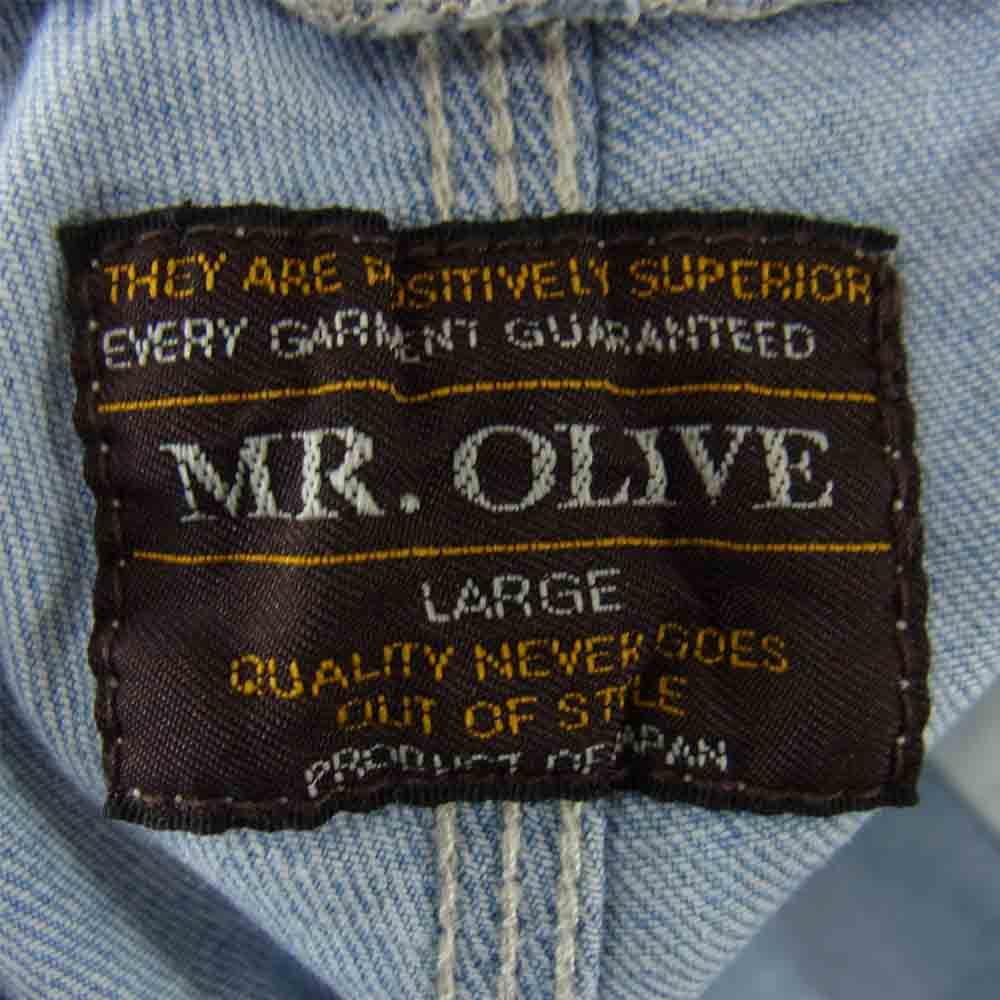 THEY ARE POSITIVELY SUPERIOR
EVERY GARMENT GUARANTEED
MR. OLIVE
LARGE
QUALITY NEVER GOES
OUT OF STYLE
PRODUCT OF JAPAN